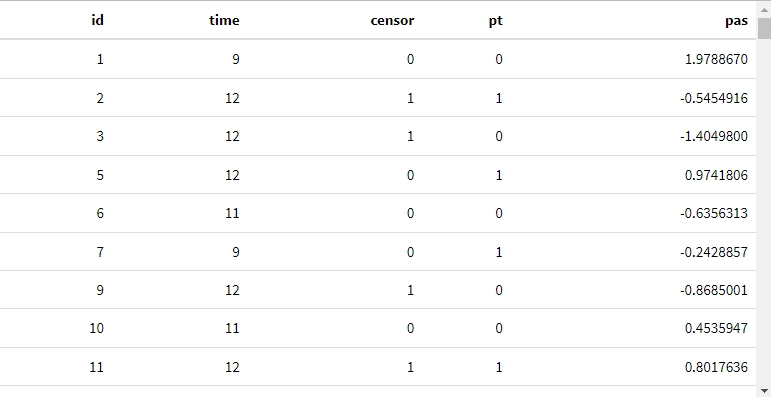 id time censor pt pas
1 9 0 0 1.9788670
2 12 1 1 -0.5454916
3 12 1 0 -1.4049800
5 12 0 1 0.9741806
6 11 0 0 -0.6356313
7 9 0 1 -0.2428857
9 12 1 0 -0.8685001
10 11 0 0 0.4535947
11 12 1 1 0.8017636